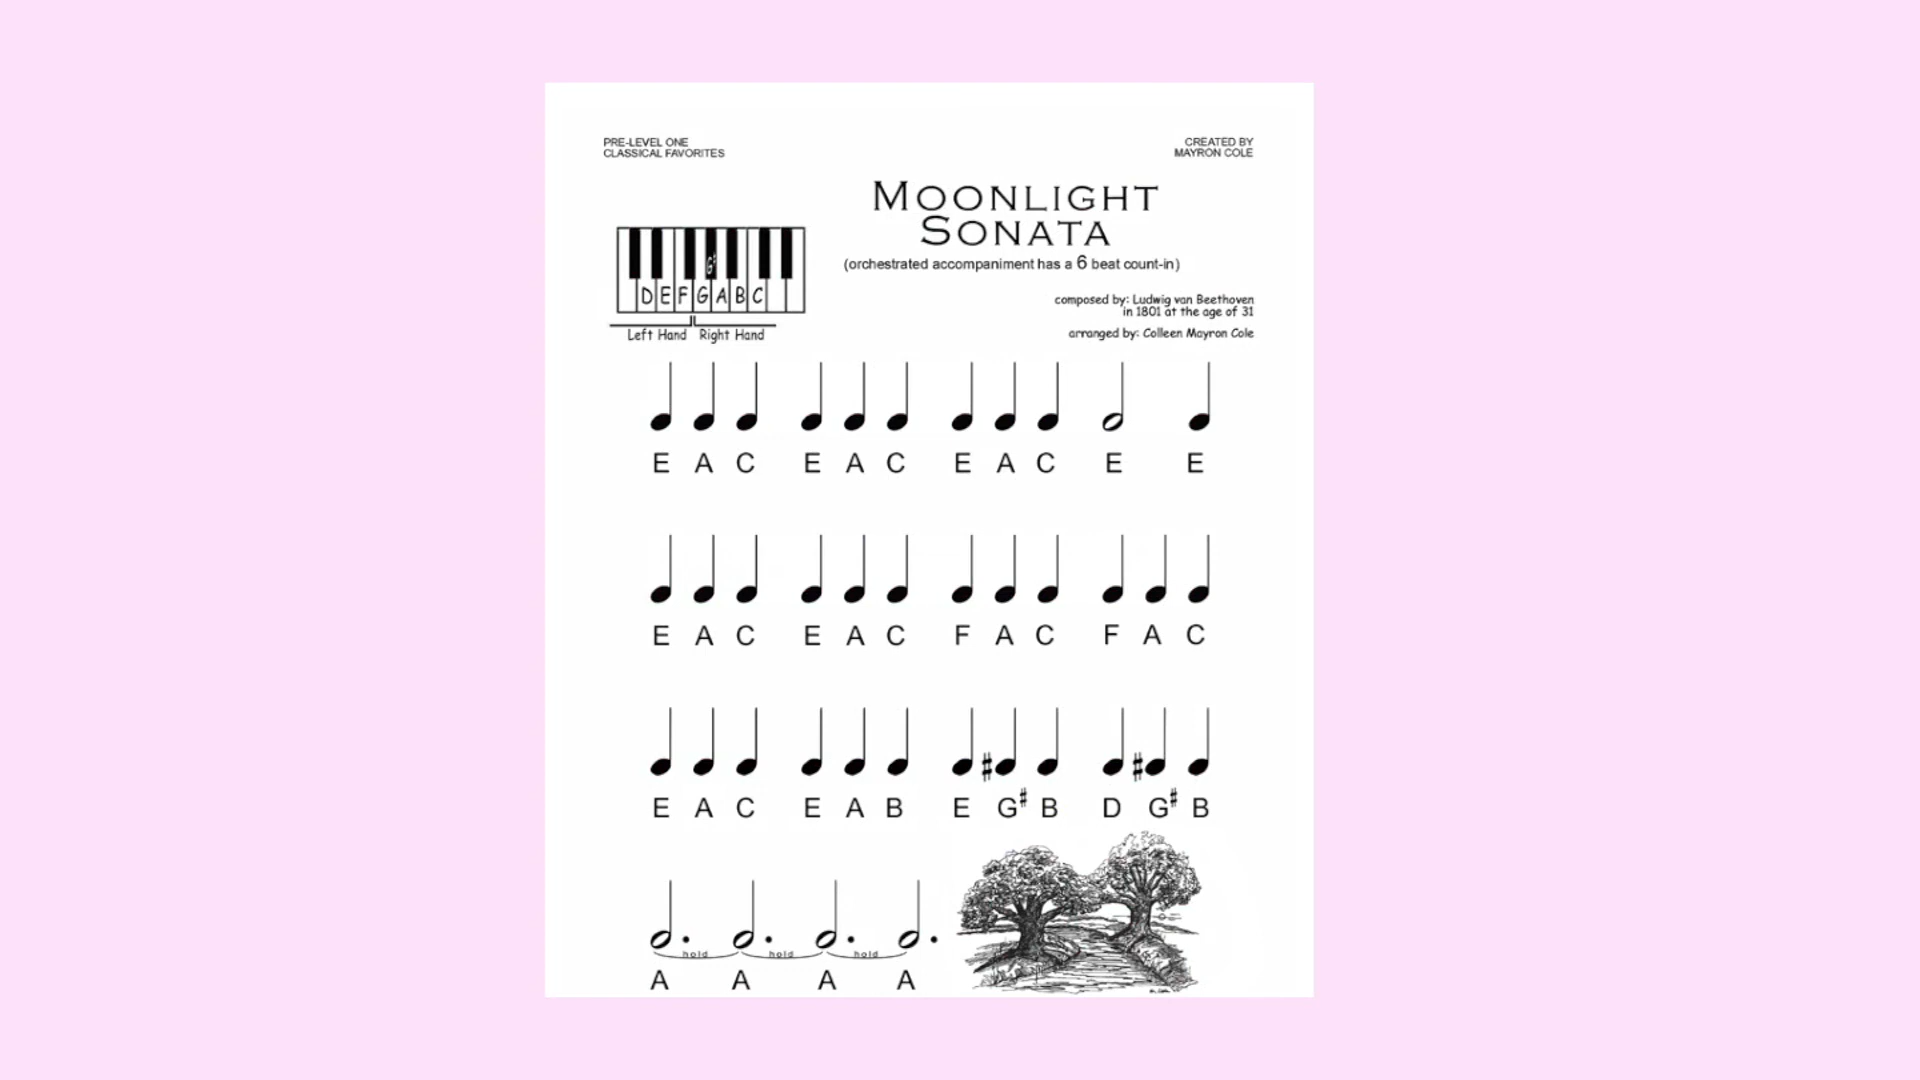 PRE-LEVEL ONE
CLASSICAL FAVORITES
CREATED BY
MAYRON COLE
MOONLIGHT
SONATA
(orchestrated accompaniment has a 6 beat count-in)
G♯
D E F G A B C
Left Hand Right Hand
composed by: Ludwig van Beethoven
in 1801 at the age of 31
arranged by: Colleen Mayron Cole
E A C E A C E A C E E
E A C E A C F A C F A C
E A C E A B E G♯ B D G♯ B
hold hold hold
A A A A